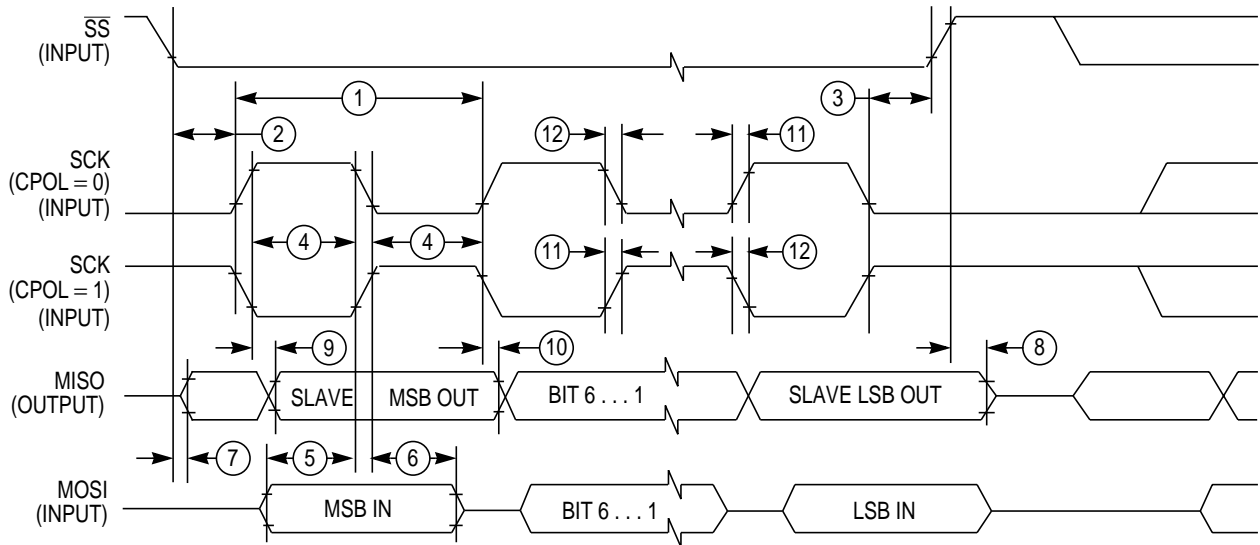 SS
(INPUT)
1
3
2
12
11
SCK
(CPOL = 0)
(INPUT)
4
4
11
12
SCK
(CPOL = 1)
(INPUT)
9
10
8
MISO
(OUTPUT)
SLAVE MSB OUT
BIT 6 . . . 1
SLAVE LSB OUT
7
5
6
MOSI
(INPUT)
MSB IN
BIT 6 . . . 1
LSB IN